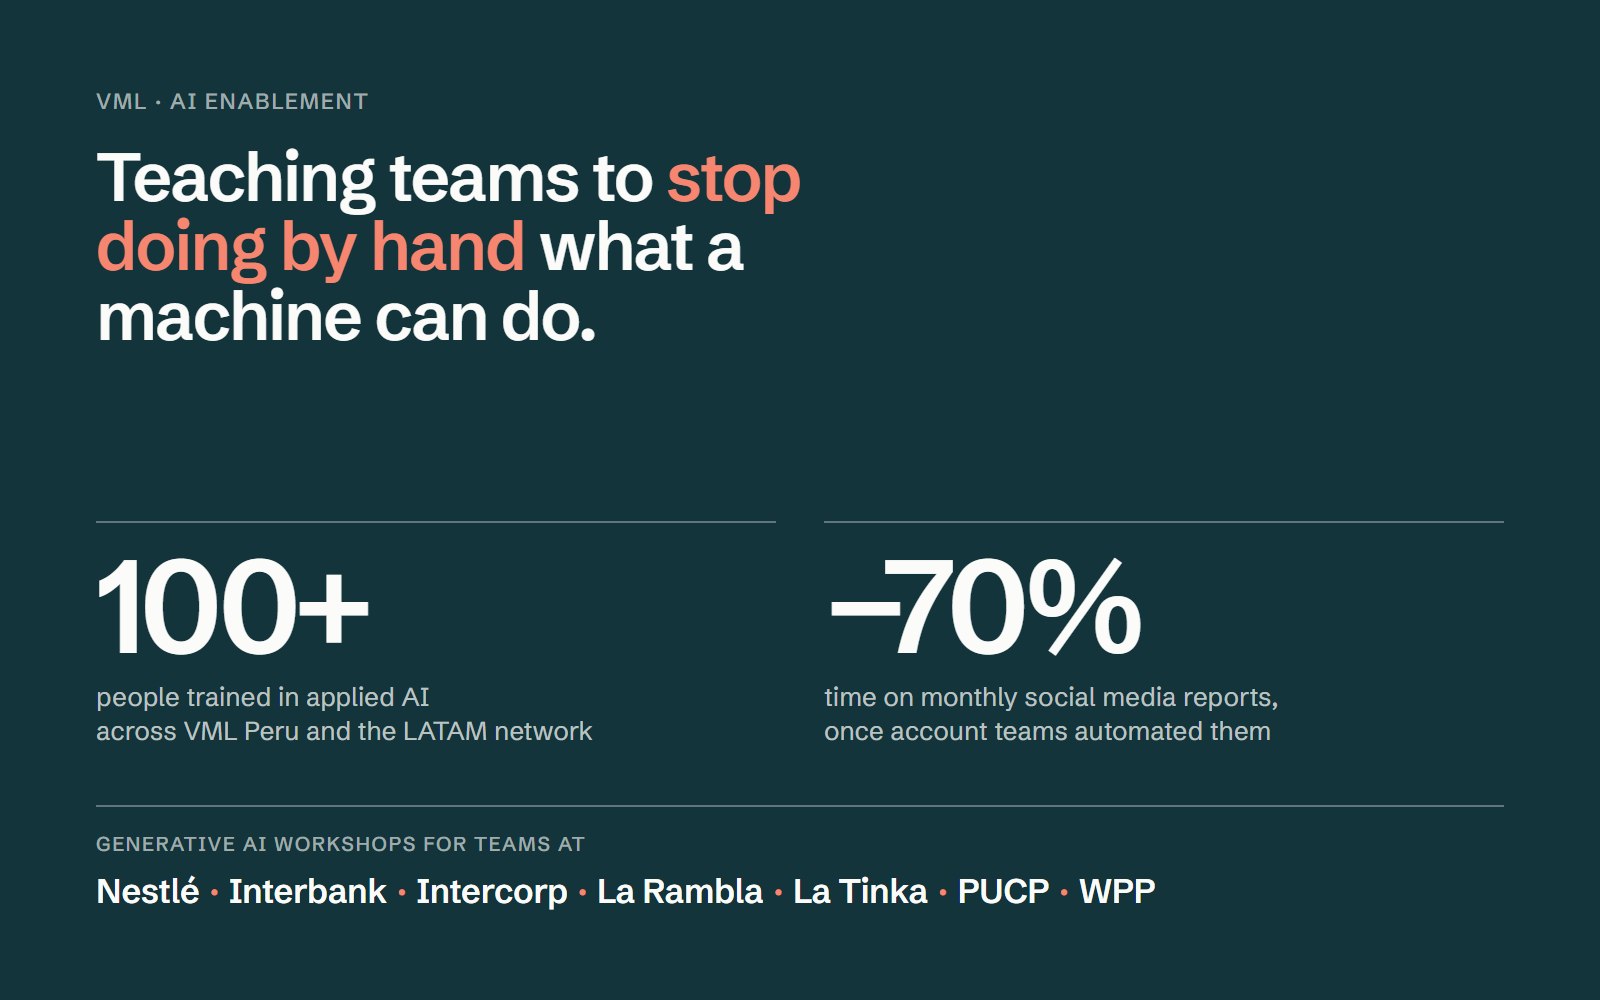 VML · AI ENABLEMENT
Teaching teams to stop
doing by hand what a
machine can do.
100+
people trained in applied AI
across VML Peru and the LATAM network
–70%
time on monthly social media reports,
once account teams automated them
GENERATIVE AI WORKSHOPS FOR TEAMS AT
Nestlé · Interbank · Intercorp · La Rambla · La Tinka · PUCP · WPP